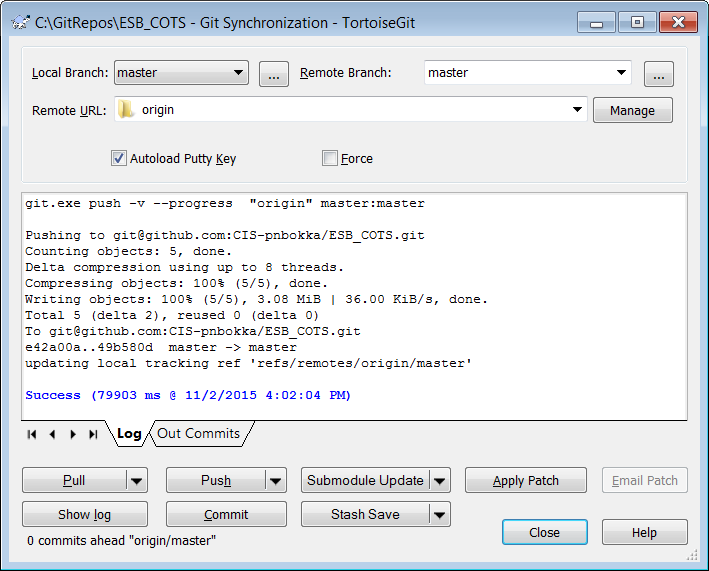 C:\GitRepos\ESB_COTS - Git Synchronization - TortoiseGit
Local Branch: master ... Remote Branch: master ...
Remote URL: origin Manage
Autoload Putty Key Force
git.exe push -v --progress "origin" master:master
Pushing to git@github.com:CIS-pnbokka/ESB_COTS.git
Counting objects: 5, done.
Delta compression using up to 8 threads.
Compressing objects: 100% (5/5), done.
Writing objects: 100% (5/5), 3.08 MiB | 36.00 KiB/s, done.
Total 5 (delta 2), reused 0 (delta 0)
To git@github.com:CIS-pnbokka/ESB_COTS.git
e42a00a..49b580d master -> master
updating local tracking ref 'refs/remotes/origin/master'
Success (79903 ms @ 11/2/2015 4:02:04 PM)
Log Out Commits
Pull Push Submodule Update Apply Patch Email Patch
Show log Commit Stash Save
Close Help
0 commits ahead "origin/master"